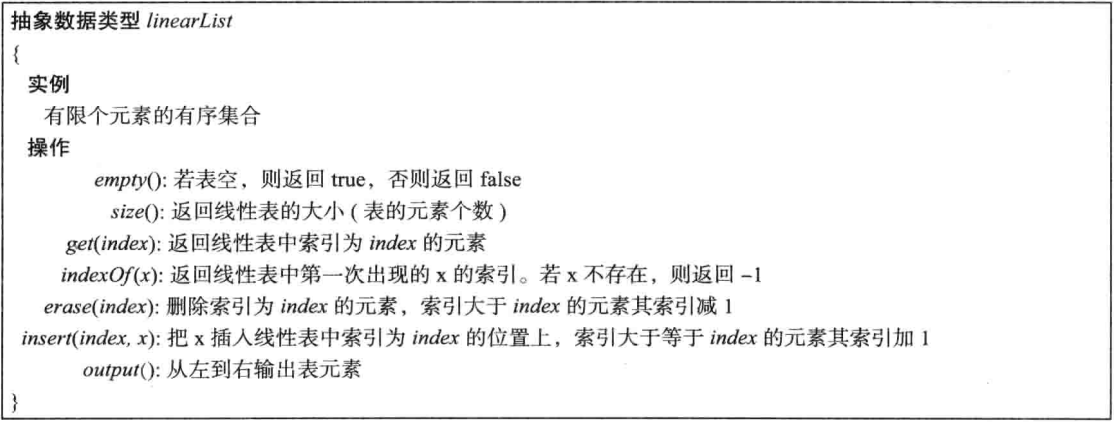 抽象数据类型 linearList
{
实例
有限个元素的有序集合
操作
empty(): 若表空，则返回 true，否则返回 false
size(): 返回线性表的大小 ( 表的元素个数 )
get(index): 返回线性表中索引为 index 的元素
indexOf(x): 返回线性表中第一次出现的 x 的索引。若 x 不存在，则返回 –1
erase(index): 删除索引为 index 的元素，索引大于 index 的元素其索引减 1
insert(index, x): 把 x 插入线性表中索引为 index 的位置上，索引大于等于 index 的元素其索引加 1
output(): 从左到右输出表元素
}